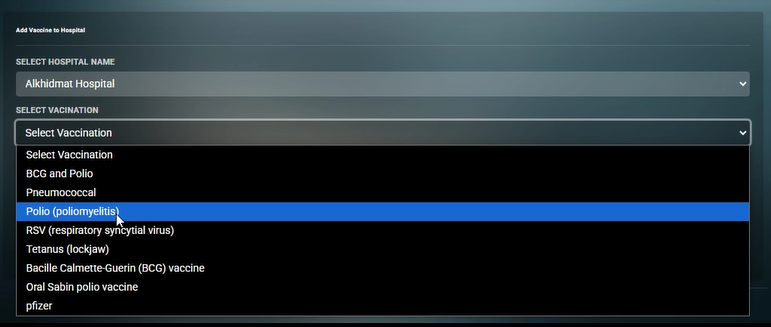 Add Vaccine to Hospital
SELECT HOSPITAL NAME
Alkhidmat Hospital
SELECT VACINATION
Select Vaccination
Select Vaccination
BCG and Polio
Pneumococcal
Polio (poliomyelitis)
RSV (respiratory syncytial virus)
Tetanus (lockjaw)
Bacille Calmette-Guerin (BCG) vaccine
Oral Sabin polio vaccine
pfizer